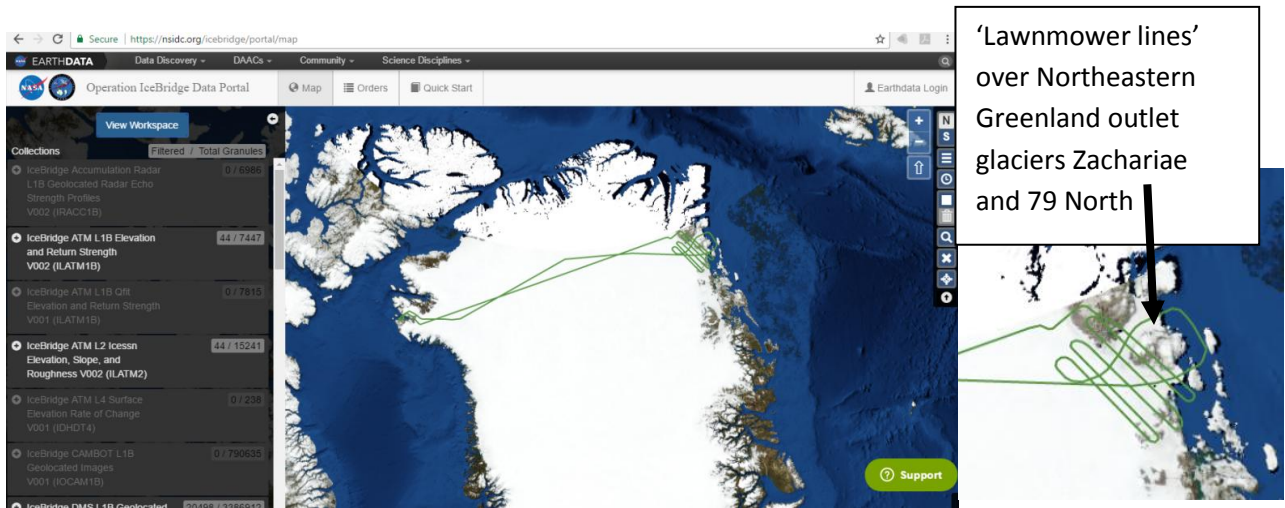 Secure | https://nsidc.org/icebridge/portal/map
EARTHDATA Data Discovery DAACs Community Science Disciplines
NASA Operation IceBridge Data Portal Map Orders Quick Start Earthdata Login
View Workspace
Collections Filtered / Total Granules
IceBridge Accumulation Radar 0 / 6986
L1B Geolocated Radar Echo
Strength Profiles
V002 (IRACC1B)
IceBridge ATM L1B Elevation 44 / 7447
and Return Strength
V002 (ILATM1B)
IceBridge ATM L1B Qfit 0 / 7815
Elevation and Return Strength
V001 (ILATM1B)
IceBridge ATM L2 Icessn 44 / 15241
Elevation, Slope, and
Roughness V002 (ILATM2)
IceBridge ATM L4 Surface 0 / 238
Elevation Rate of Change
V001 (IDHDT4)
IceBridge CAMBOT L1B 0 / 790635
Geolocated Images
V001 (IOCAM1B)
IceBridge DMS L1B Geolocated
N
S
Support
‘Lawnmower lines’
over Northeastern
Greenland outlet
glaciers Zachariae
and 79 North